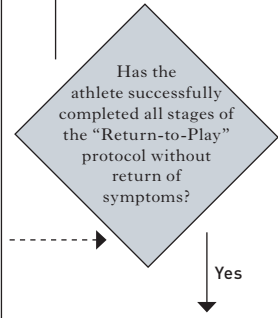 Has the
athlete successfully
completed all stages of
the “Return-to-Play”
protocol without
return of
symptoms?
Yes